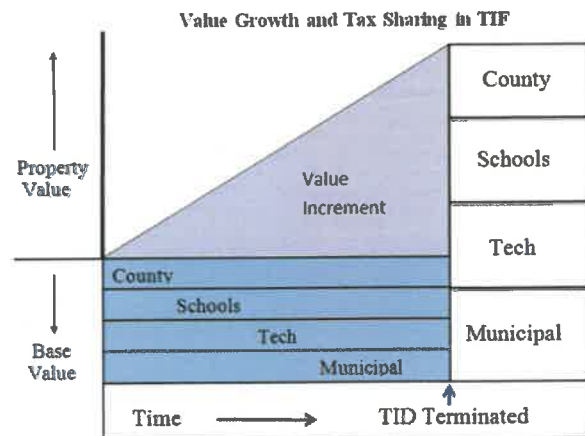 Value Growth and Tax Sharing in TIF
County
Schools
Tech
Municipal
Property
Value
Value
Increment
County
Schools
Tech
Municipal
Base
Value
Time
TID Terminated